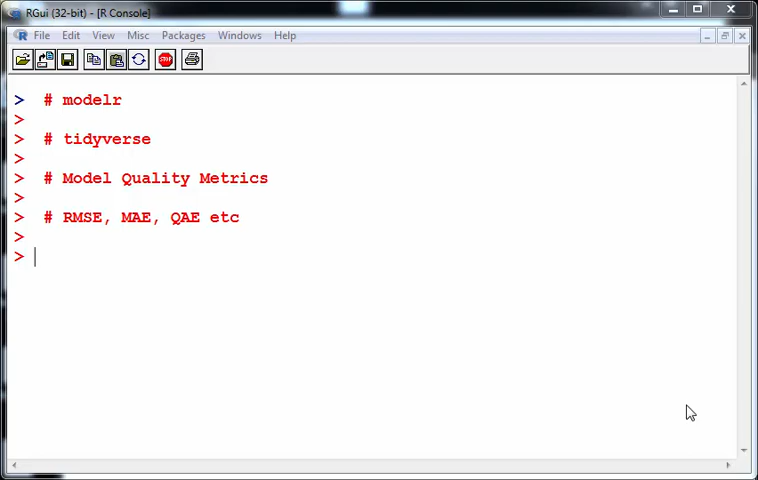 RGui (32-bit) - [R Console]
File Edit View Misc Packages Windows Help
STOP
> # modelr
>
> # tidyverse
>
> # Model Quality Metrics
>
> # RMSE, MAE, QAE etc
>
>